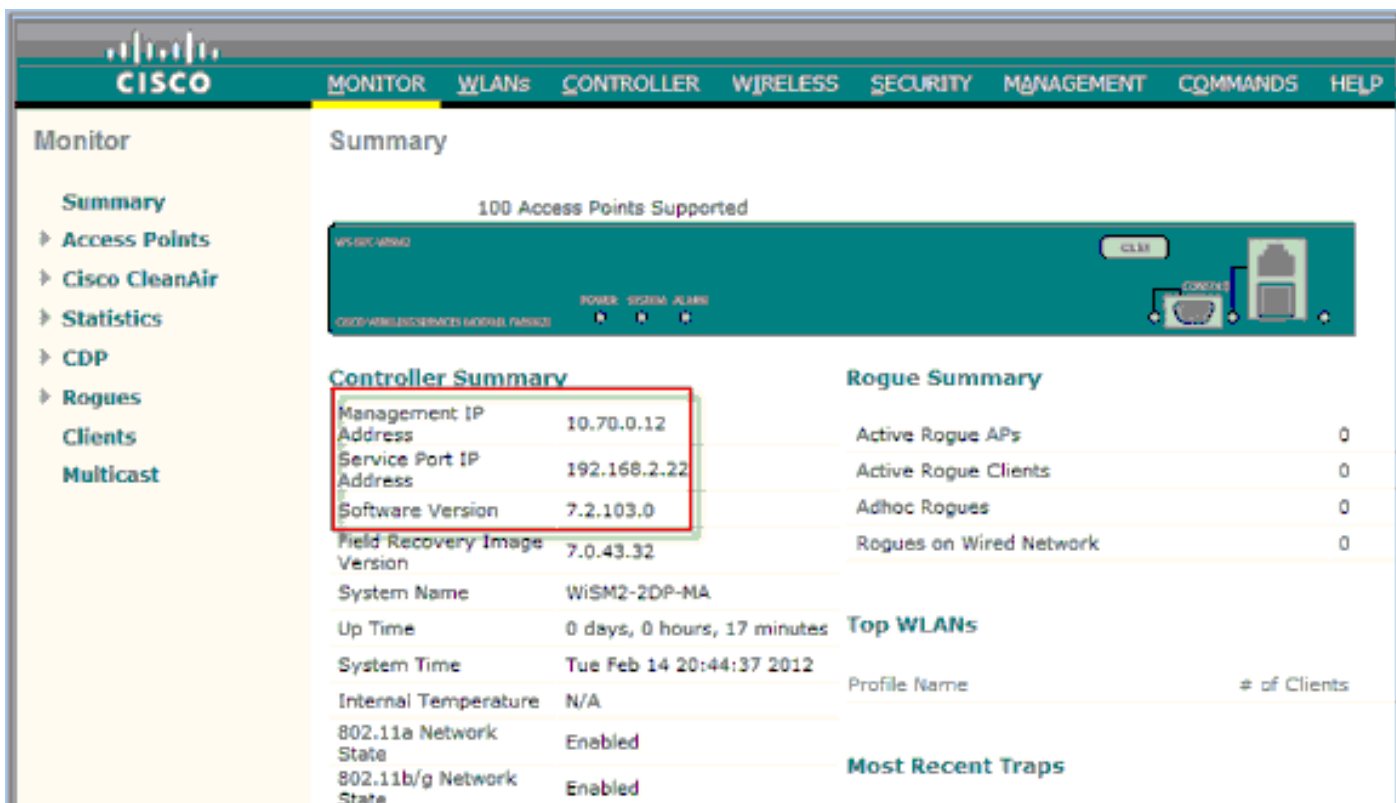 CISCO
MONITOR WLANs CONTROLLER WIRELESS SECURITY MANAGEMENT COMMANDS HELP
Monitor
Summary
Access Points
Cisco CleanAir
Statistics
CDP
Rogues
Clients
Multicast
Summary
100 Access Points Supported
POWER SYSTEM ALARM
Controller Summary
Management IP Address 10.70.0.12
Service Port IP Address 192.168.2.22
Software Version 7.2.103.0
Field Recovery Image Version 7.0.43.32
System Name WiSM2-2DP-MA
Up Time 0 days, 0 hours, 17 minutes
System Time Tue Feb 14 20:44:37 2012
Internal Temperature N/A
802.11a Network State Enabled
802.11b/g Network State Enabled
Rogue Summary
Active Rogue APs 0
Active Rogue Clients 0
Adhoc Rogues 0
Rogues on Wired Network 0
Top WLANs
Profile Name # of Clients
Most Recent Traps